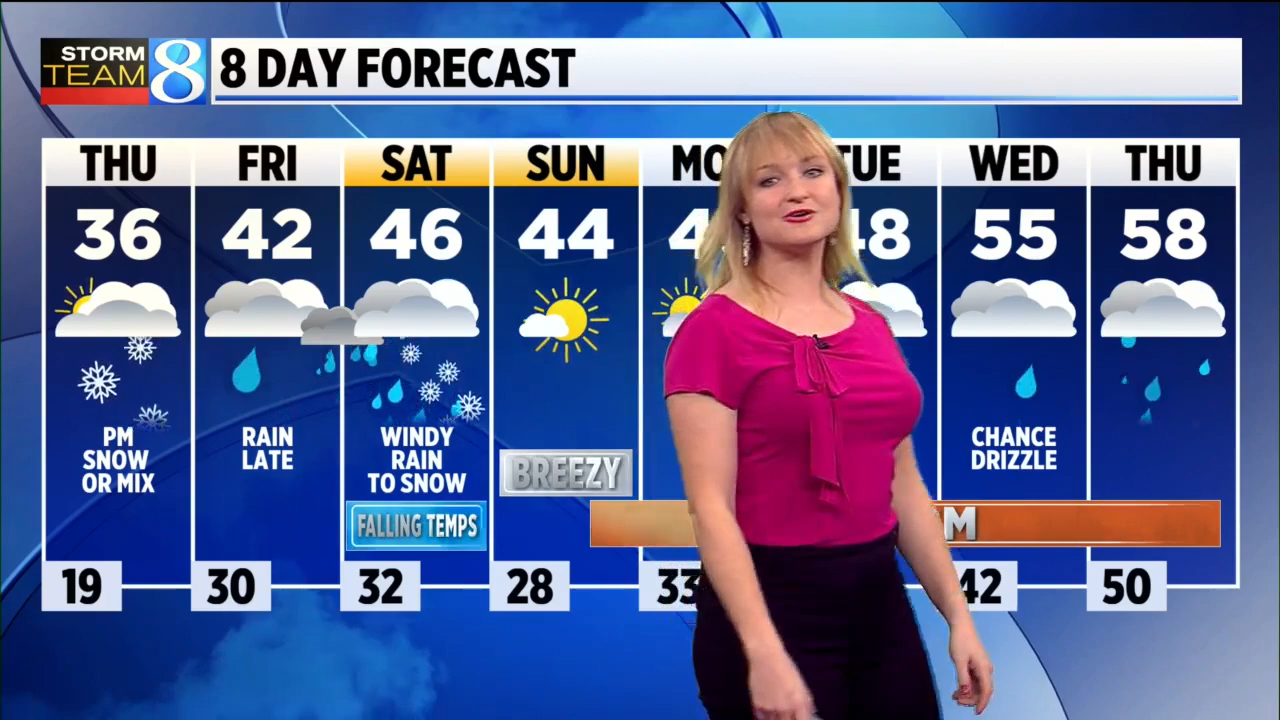 STORM
TEAM 8
8 DAY FORECAST
THU FRI SAT SUN TUE WED THU
36 42 46 44 55 58
PM
SNOW
OR MIX
RAIN
LATE
WINDY
RAIN
TO SNOW
FALLING TEMPS
BREEZY
CHANCE
DRIZZLE
19 30 32 28 33 42 50